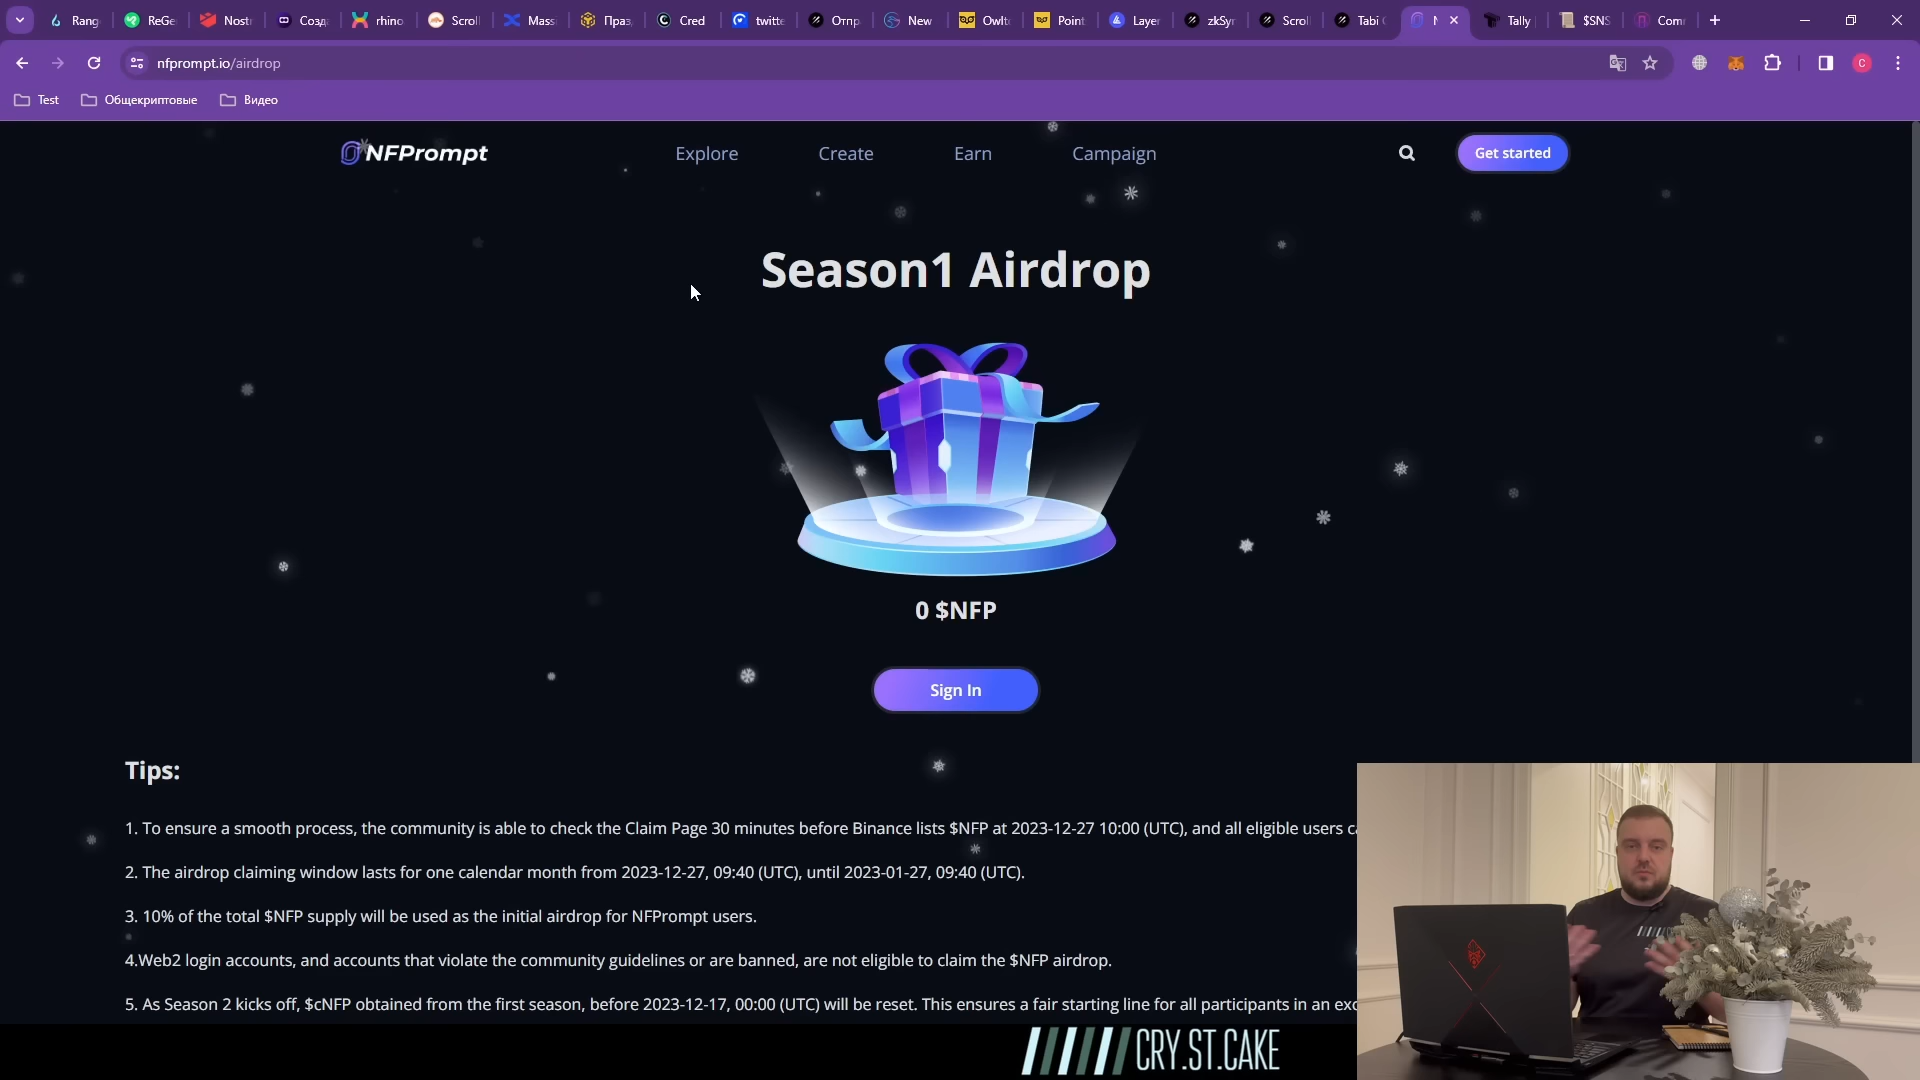 Rang
ReGe
Nost
Созд
rhino
Scroll
Mass
Праз
Cred
twitte
Отпр
New
Owlt
Point
Layer
zkSyr
Scroll
Tabi
Tally
$SNS
Com
nfprompt.io/airdrop
C
Test
Общекриптовые
Видео
NFPrompt
Explore
Create
Earn
Campaign
Get started
Season1 Airdrop
0 $NFP
Sign In
Tips:
1. To ensure a smooth process, the community is able to check the Claim Page 30 minutes before Binance lists $NFP at 2023-12-27 10:00 (UTC), and all eligible users
2. The airdrop claiming window lasts for one calendar month from 2023-12-27, 09:40 (UTC), until 2023-01-27, 09:40 (UTC).
3. 10% of the total $NFP supply will be used as the initial airdrop for NFPrompt users.
4.Web2 login accounts, and accounts that violate the community guidelines or are banned, are not eligible to claim the $NFP airdrop.
5. As Season 2 kicks off, $cNFP obtained from the first season, before 2023-12-17, 00:00 (UTC) will be reset. This ensures a fair starting line for all participants in an
CRY.ST.CAKE